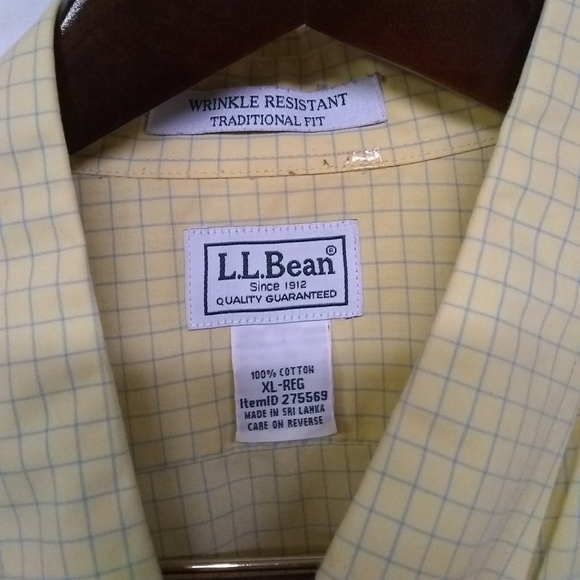 WRINKLE RESISTANT
TRADITIONAL FIT
L.L.Bean®
Since 1912
QUALITY GUARANTEED
100% COTTON
XL-REG
ItemID 275569
MADE IN SRI LANKA
CARE ON REVERSE